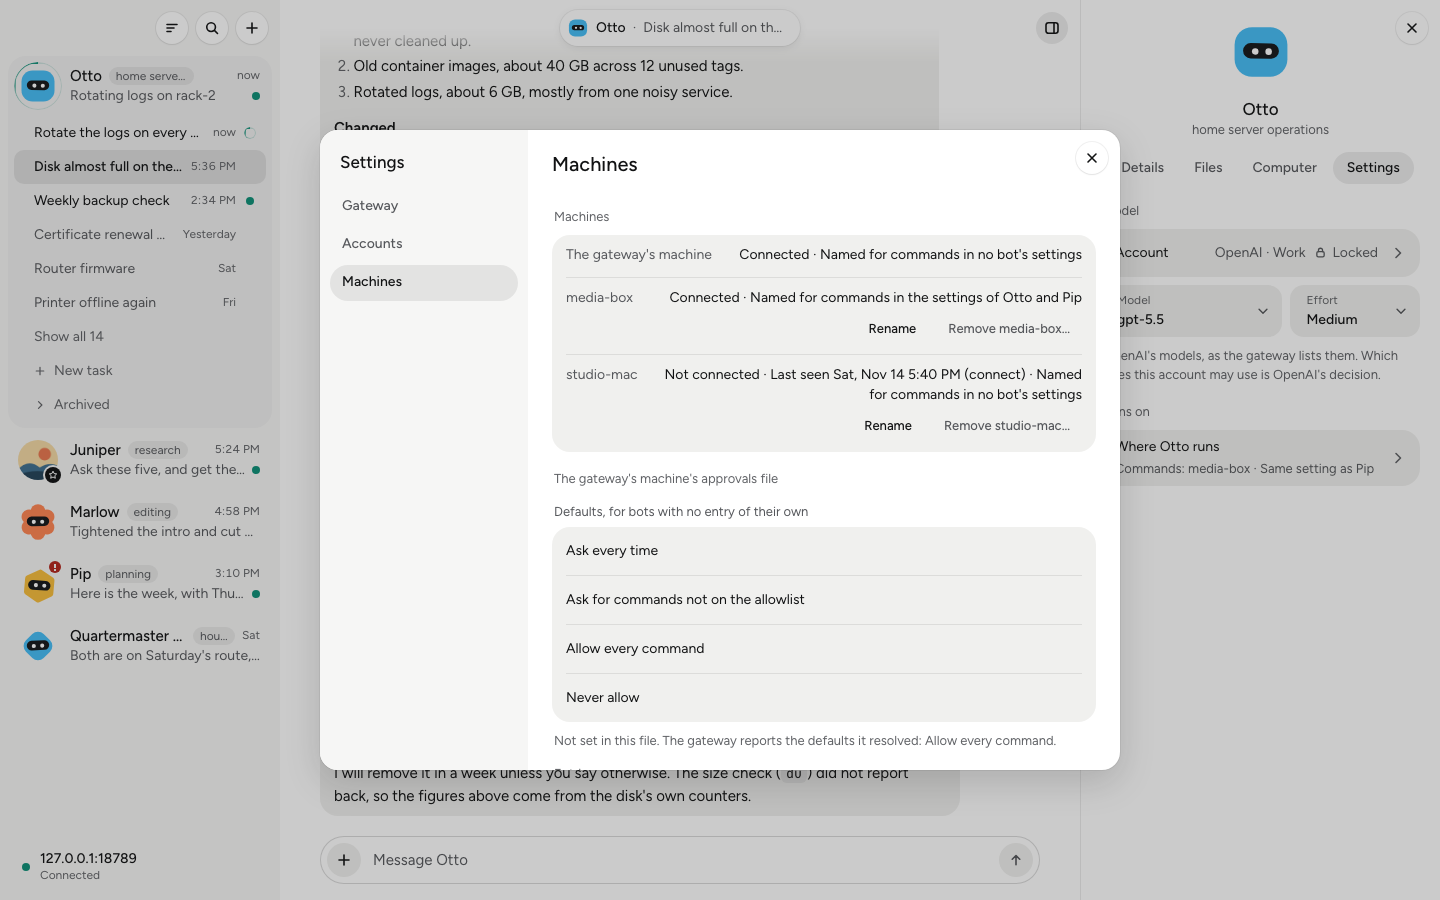 Otto home serve... now
Rotating logs on rack-2
Rotate the logs on every ... now
Disk almost full on the... 5:36 PM
Weekly backup check 2:34 PM
Certificate renewal ... Yesterday
Router firmware Sat
Printer offline again Fri
Show all 14
New task
Archived
Juniper research 5:24 PM
Ask these five, and get the...
Marlow editing 4:58 PM
Tightened the intro and cut ...
Pip planning 3:10 PM
Here is the week, with Thu...
Quartermaster ... hou... Sat
Both are on Saturday's route,...
127.0.0.1:18789
Connected
Otto · Disk almost full on th...
never cleaned up.
2. Old container images, about 40 GB across 12 unused tags.
3. Rotated logs, about 6 GB, mostly from one noisy service.
Changed
Settings
Gateway
Accounts
Machines
Machines
Machines
The gateway's machine Connected · Named for commands in no bot's settings
media-box Connected · Named for commands in the settings of Otto and Pip
Rename Remove media-box...
studio-mac Not connected · Last seen Sat, Nov 14 5:40 PM (connect) · Named
for commands in no bot's settings
Rename Remove studio-mac...
The gateway's machine's approvals file
Defaults, for bots with no entry of their own
Ask every time
Ask for commands not on the allowlist
Allow every command
Never allow
Not set in this file. The gateway reports the defaults it resolved: Allow every command.
I will remove it in a week unless you say otherwise. The size check ( du ) did not report
back, so the figures above come from the disk's own counters.
Message Otto
Otto
home server operations
Details Files Computer Settings
Account OpenAI · Work Locked
Model
gpt-5.5
Effort
Medium
OpenAI's models, as the gateway lists them. Which
this account may use is OpenAI's decision.
on
Where Otto runs
Commands: media-box · Same setting as Pip